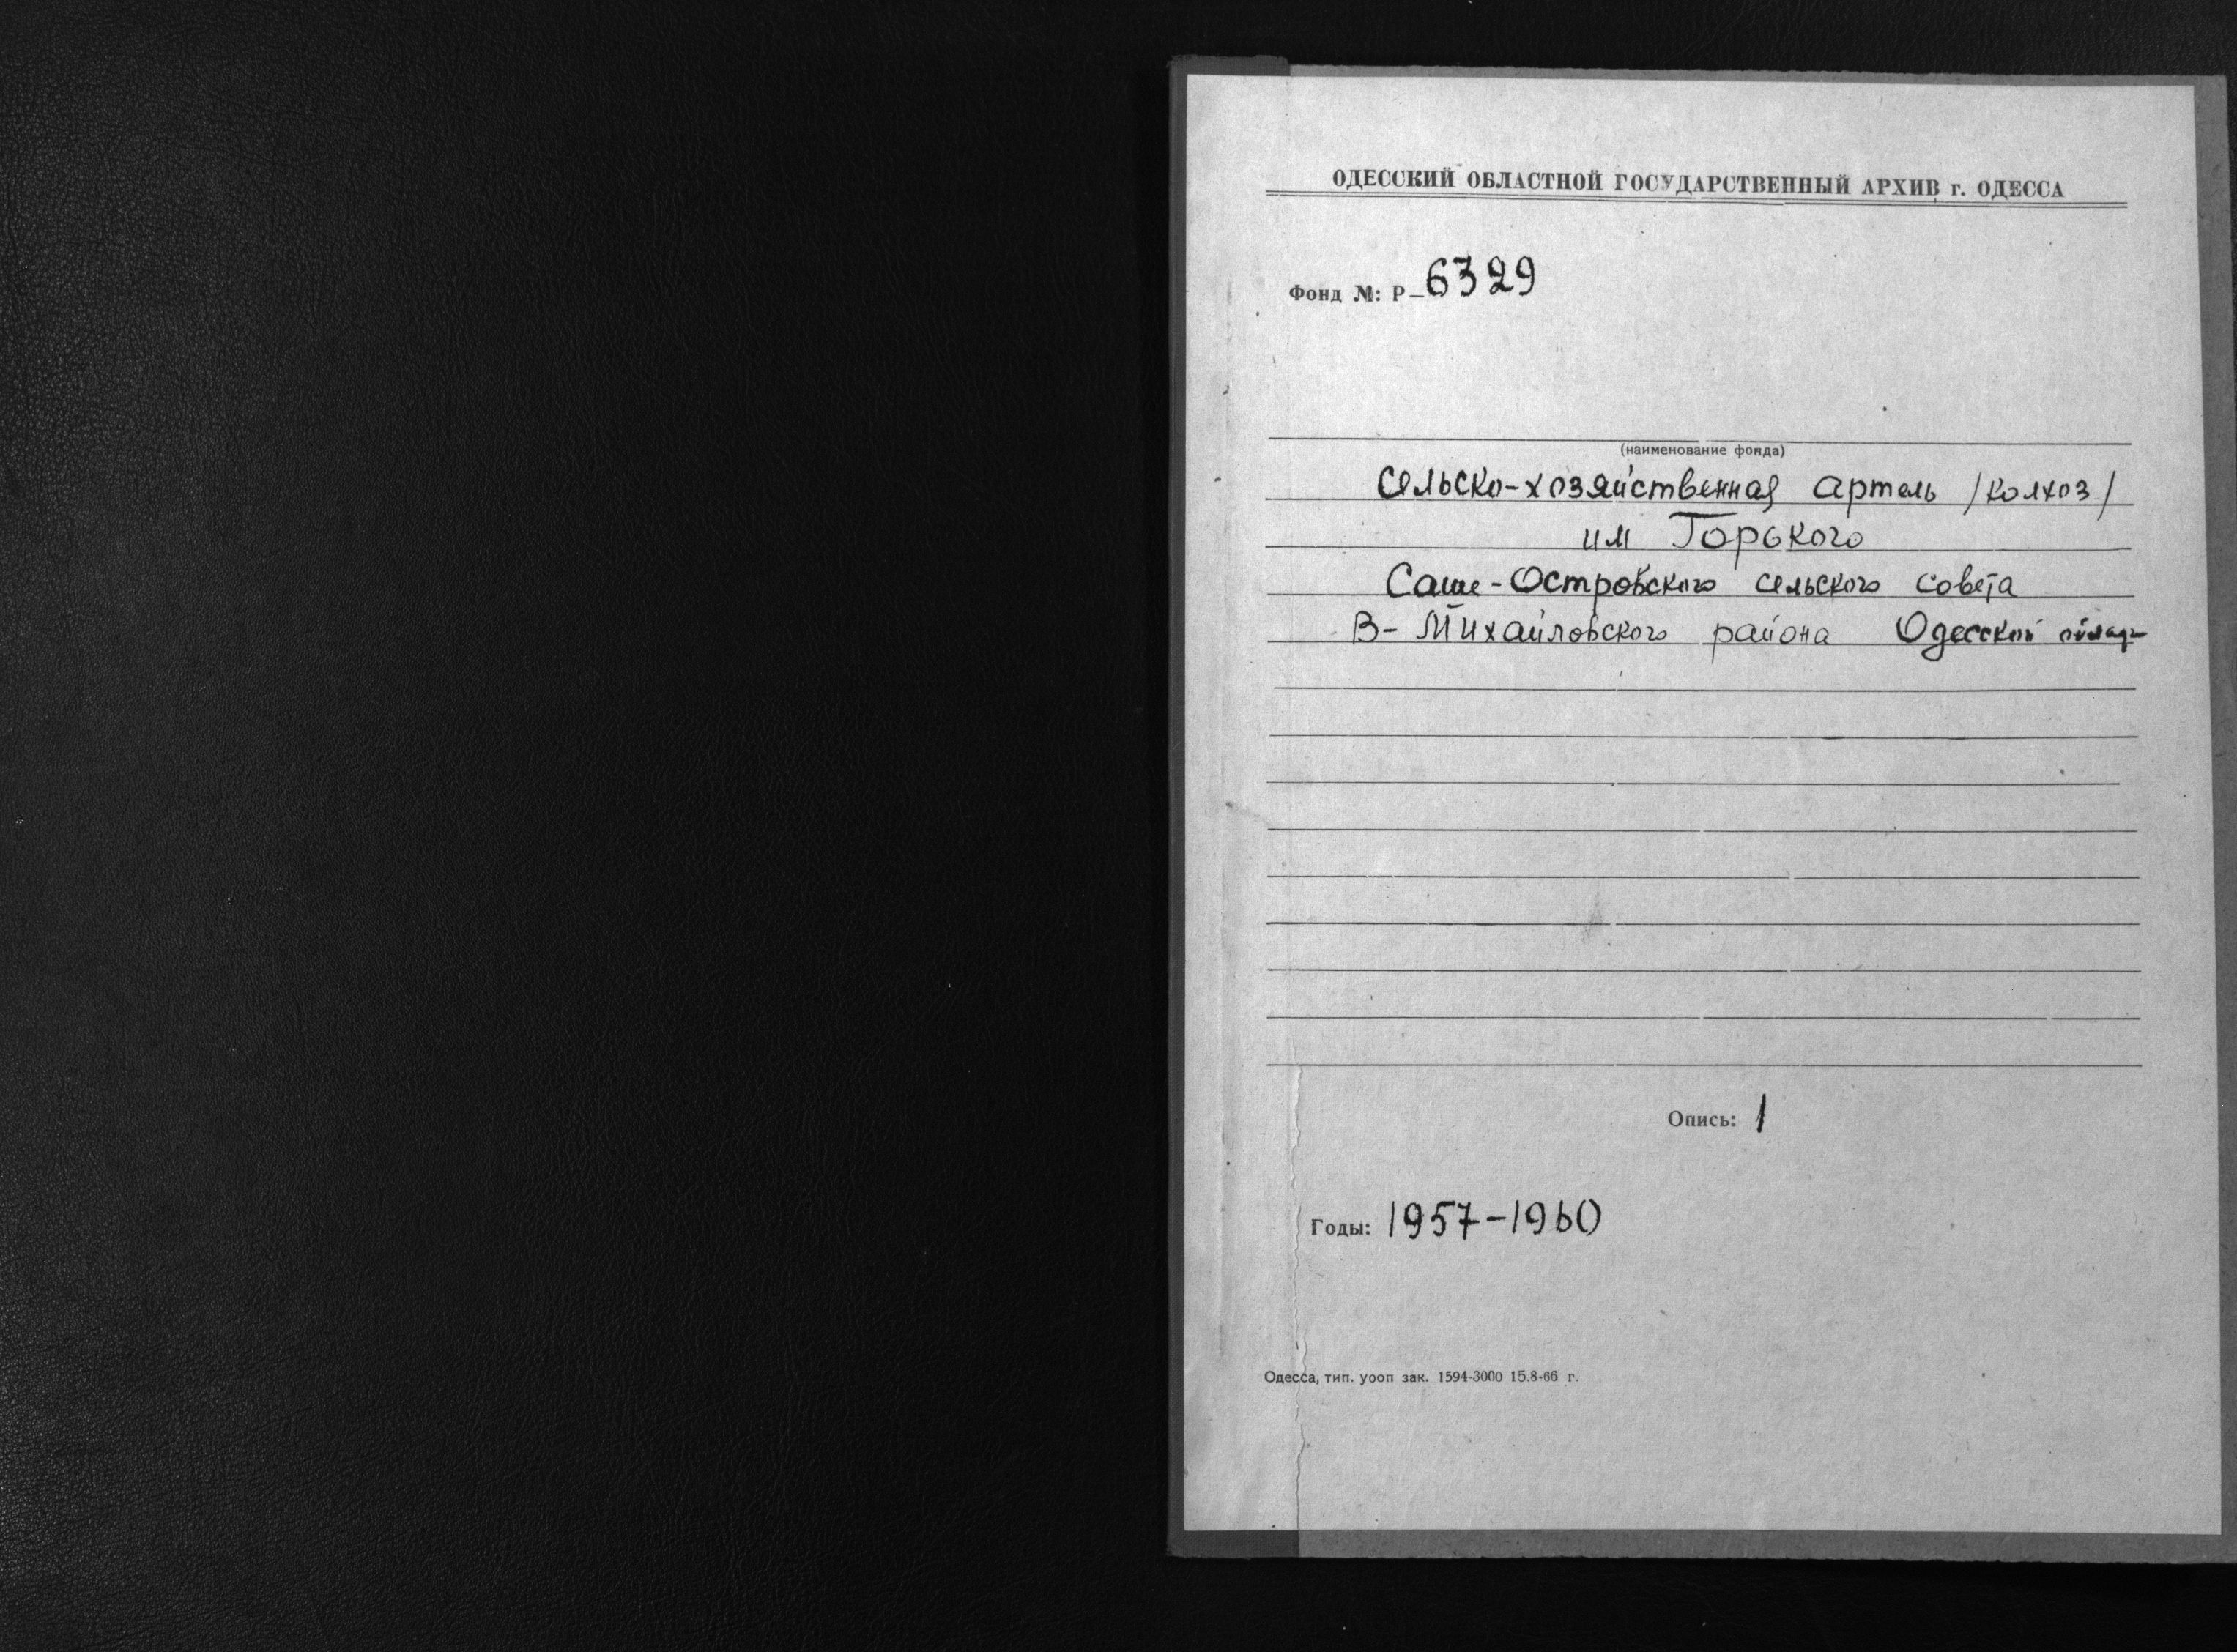 ОДЕССКИЙ ОБЛАСТНОЙ ГОСУДАРСТВЕННЫЙ АРХИВ г. ОДЕССА
Фонд №: Р-6329
(наименование фонда)
Сельско-хозяйственная артель /колхоз/
им Горького
Саше-Островского сельского совета
В-Михайловского района Одесской
Опись: 1
Годы: 1957-1960
Одесса, тип. уооп зак. 1594-3000 15.8-66 г.